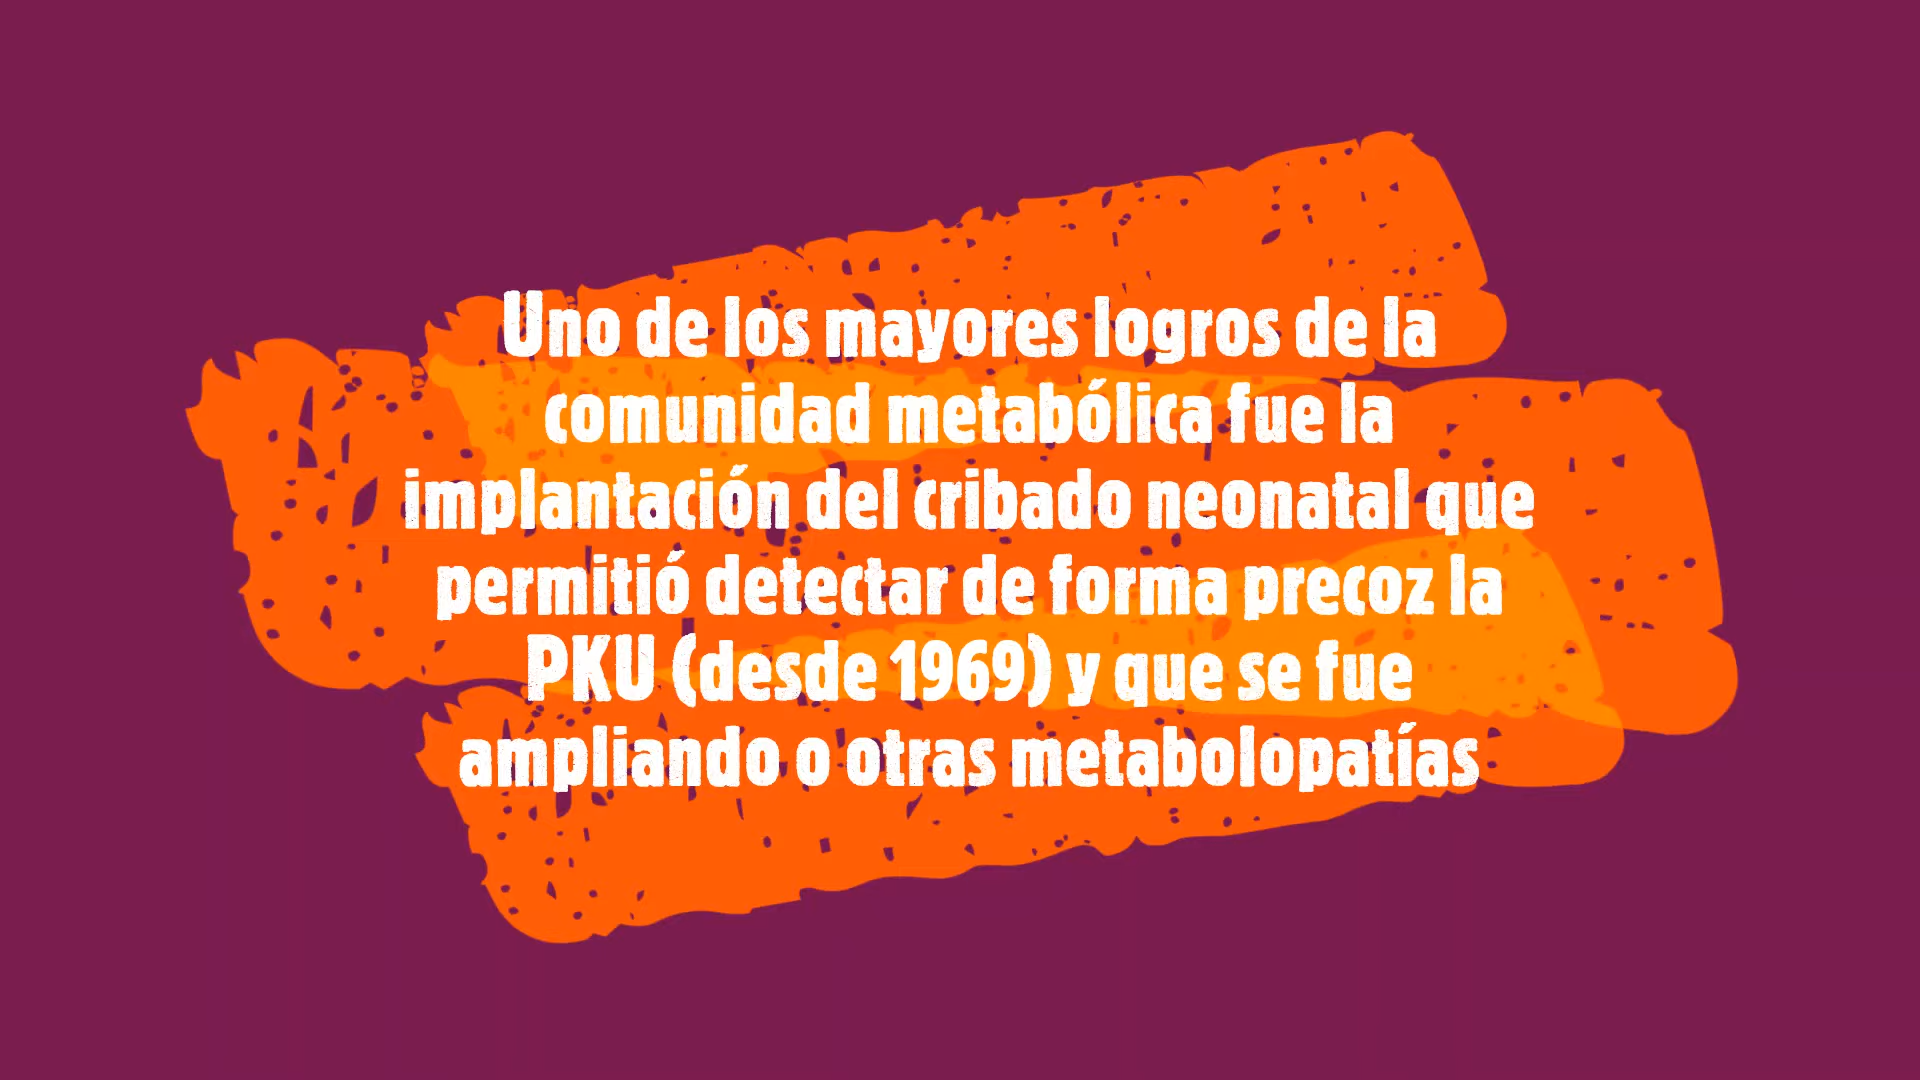 Uno de los mayores logros de la
comunidad metabólica fue la
implantación del cribado neonatal que
permitió detectar de forma precoz la
PKU (desde 1969) y que se fue
ampliando o otras metabolopatías